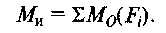 Mи = ΣMO(Fi).